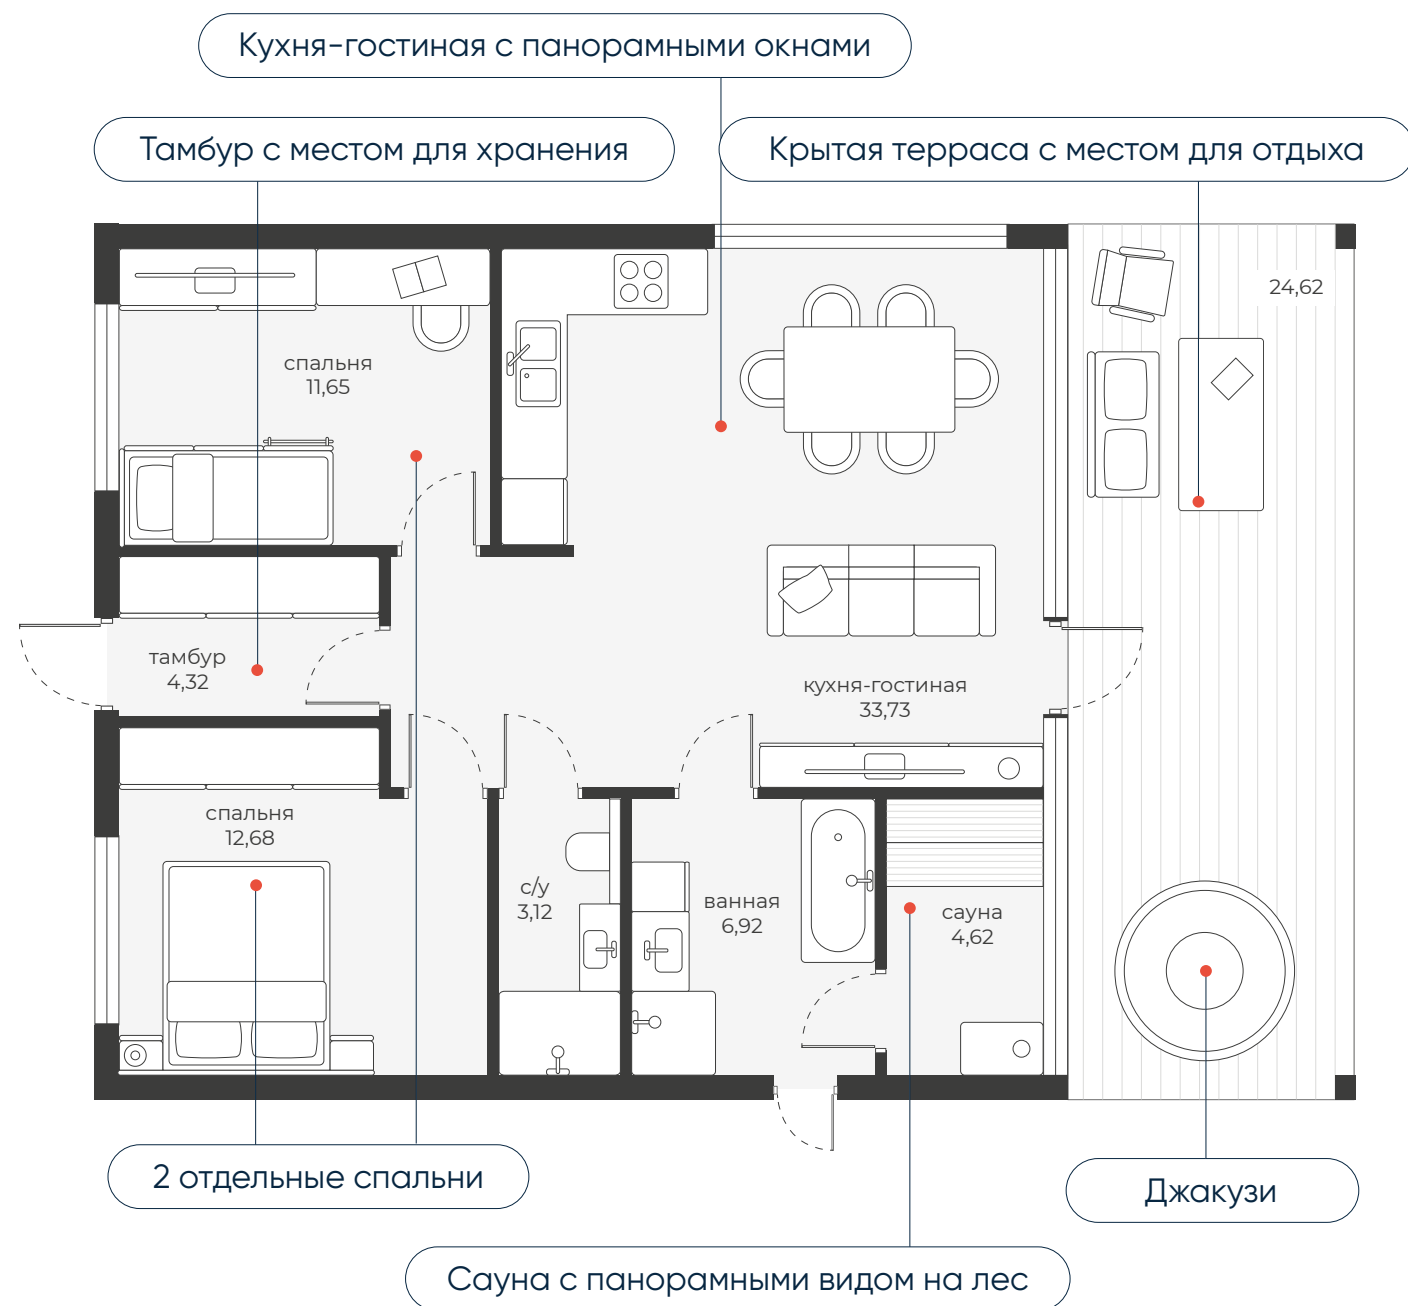 Кухня-гостиная с панорамными окнами
Тамбур с местом для хранения
Крытая терраса с местом для отдыха
24,62
спальня
11,65
тамбур
4,32
кухня-гостиная
33,73
спальня
12,68
с/у
3,12
ванная
6,92
сауна
4,62
2 отдельные спальни
Джакузи
Сауна с панорамными видом на лес